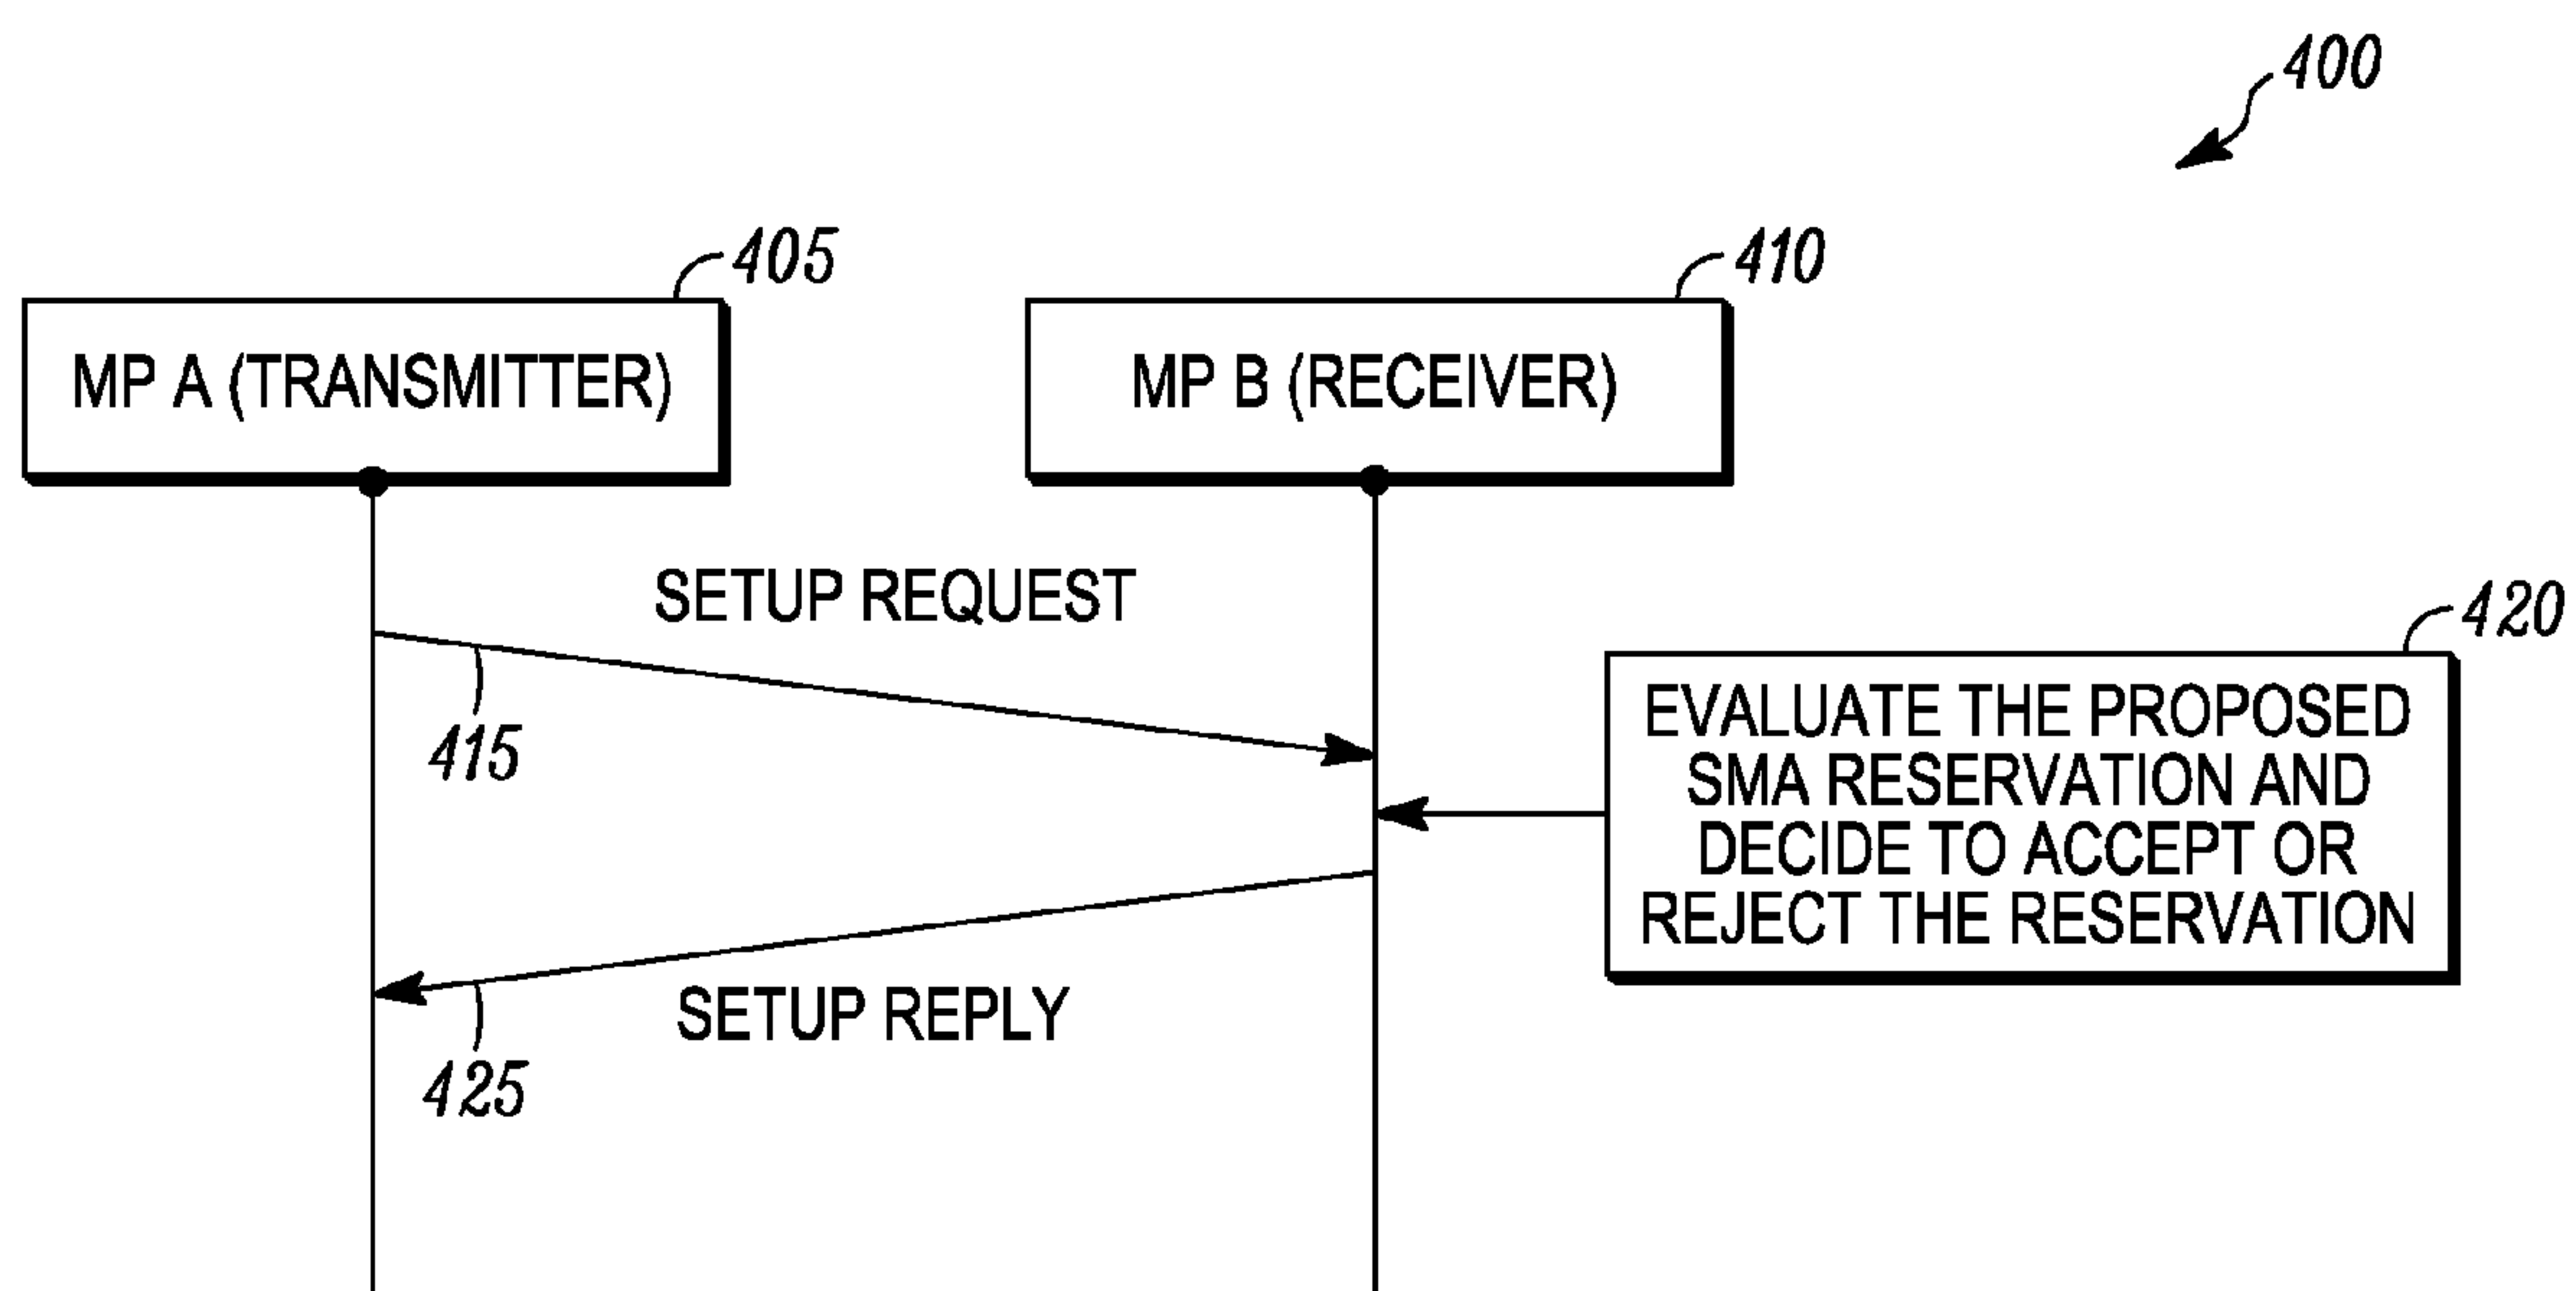 400
405
410
MP A (TRANSMITTER)
MP B (RECEIVER)
SETUP REQUEST
415
420
EVALUATE THE PROPOSED
SMA RESERVATION AND
DECIDE TO ACCEPT OR
REJECT THE RESERVATION
SETUP REPLY
425